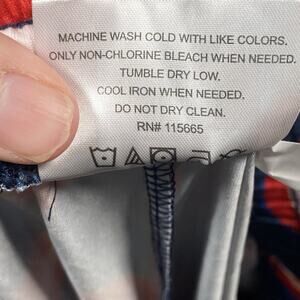 MACHINE WASH COLD WITH LIKE COLORS.
ONLY NON-CHLORINE BLEACH WHEN NEEDED.
TUMBLE DRY LOW.
COOL IRON WHEN NEEDED.
DO NOT DRY CLEAN.
RN# 115665